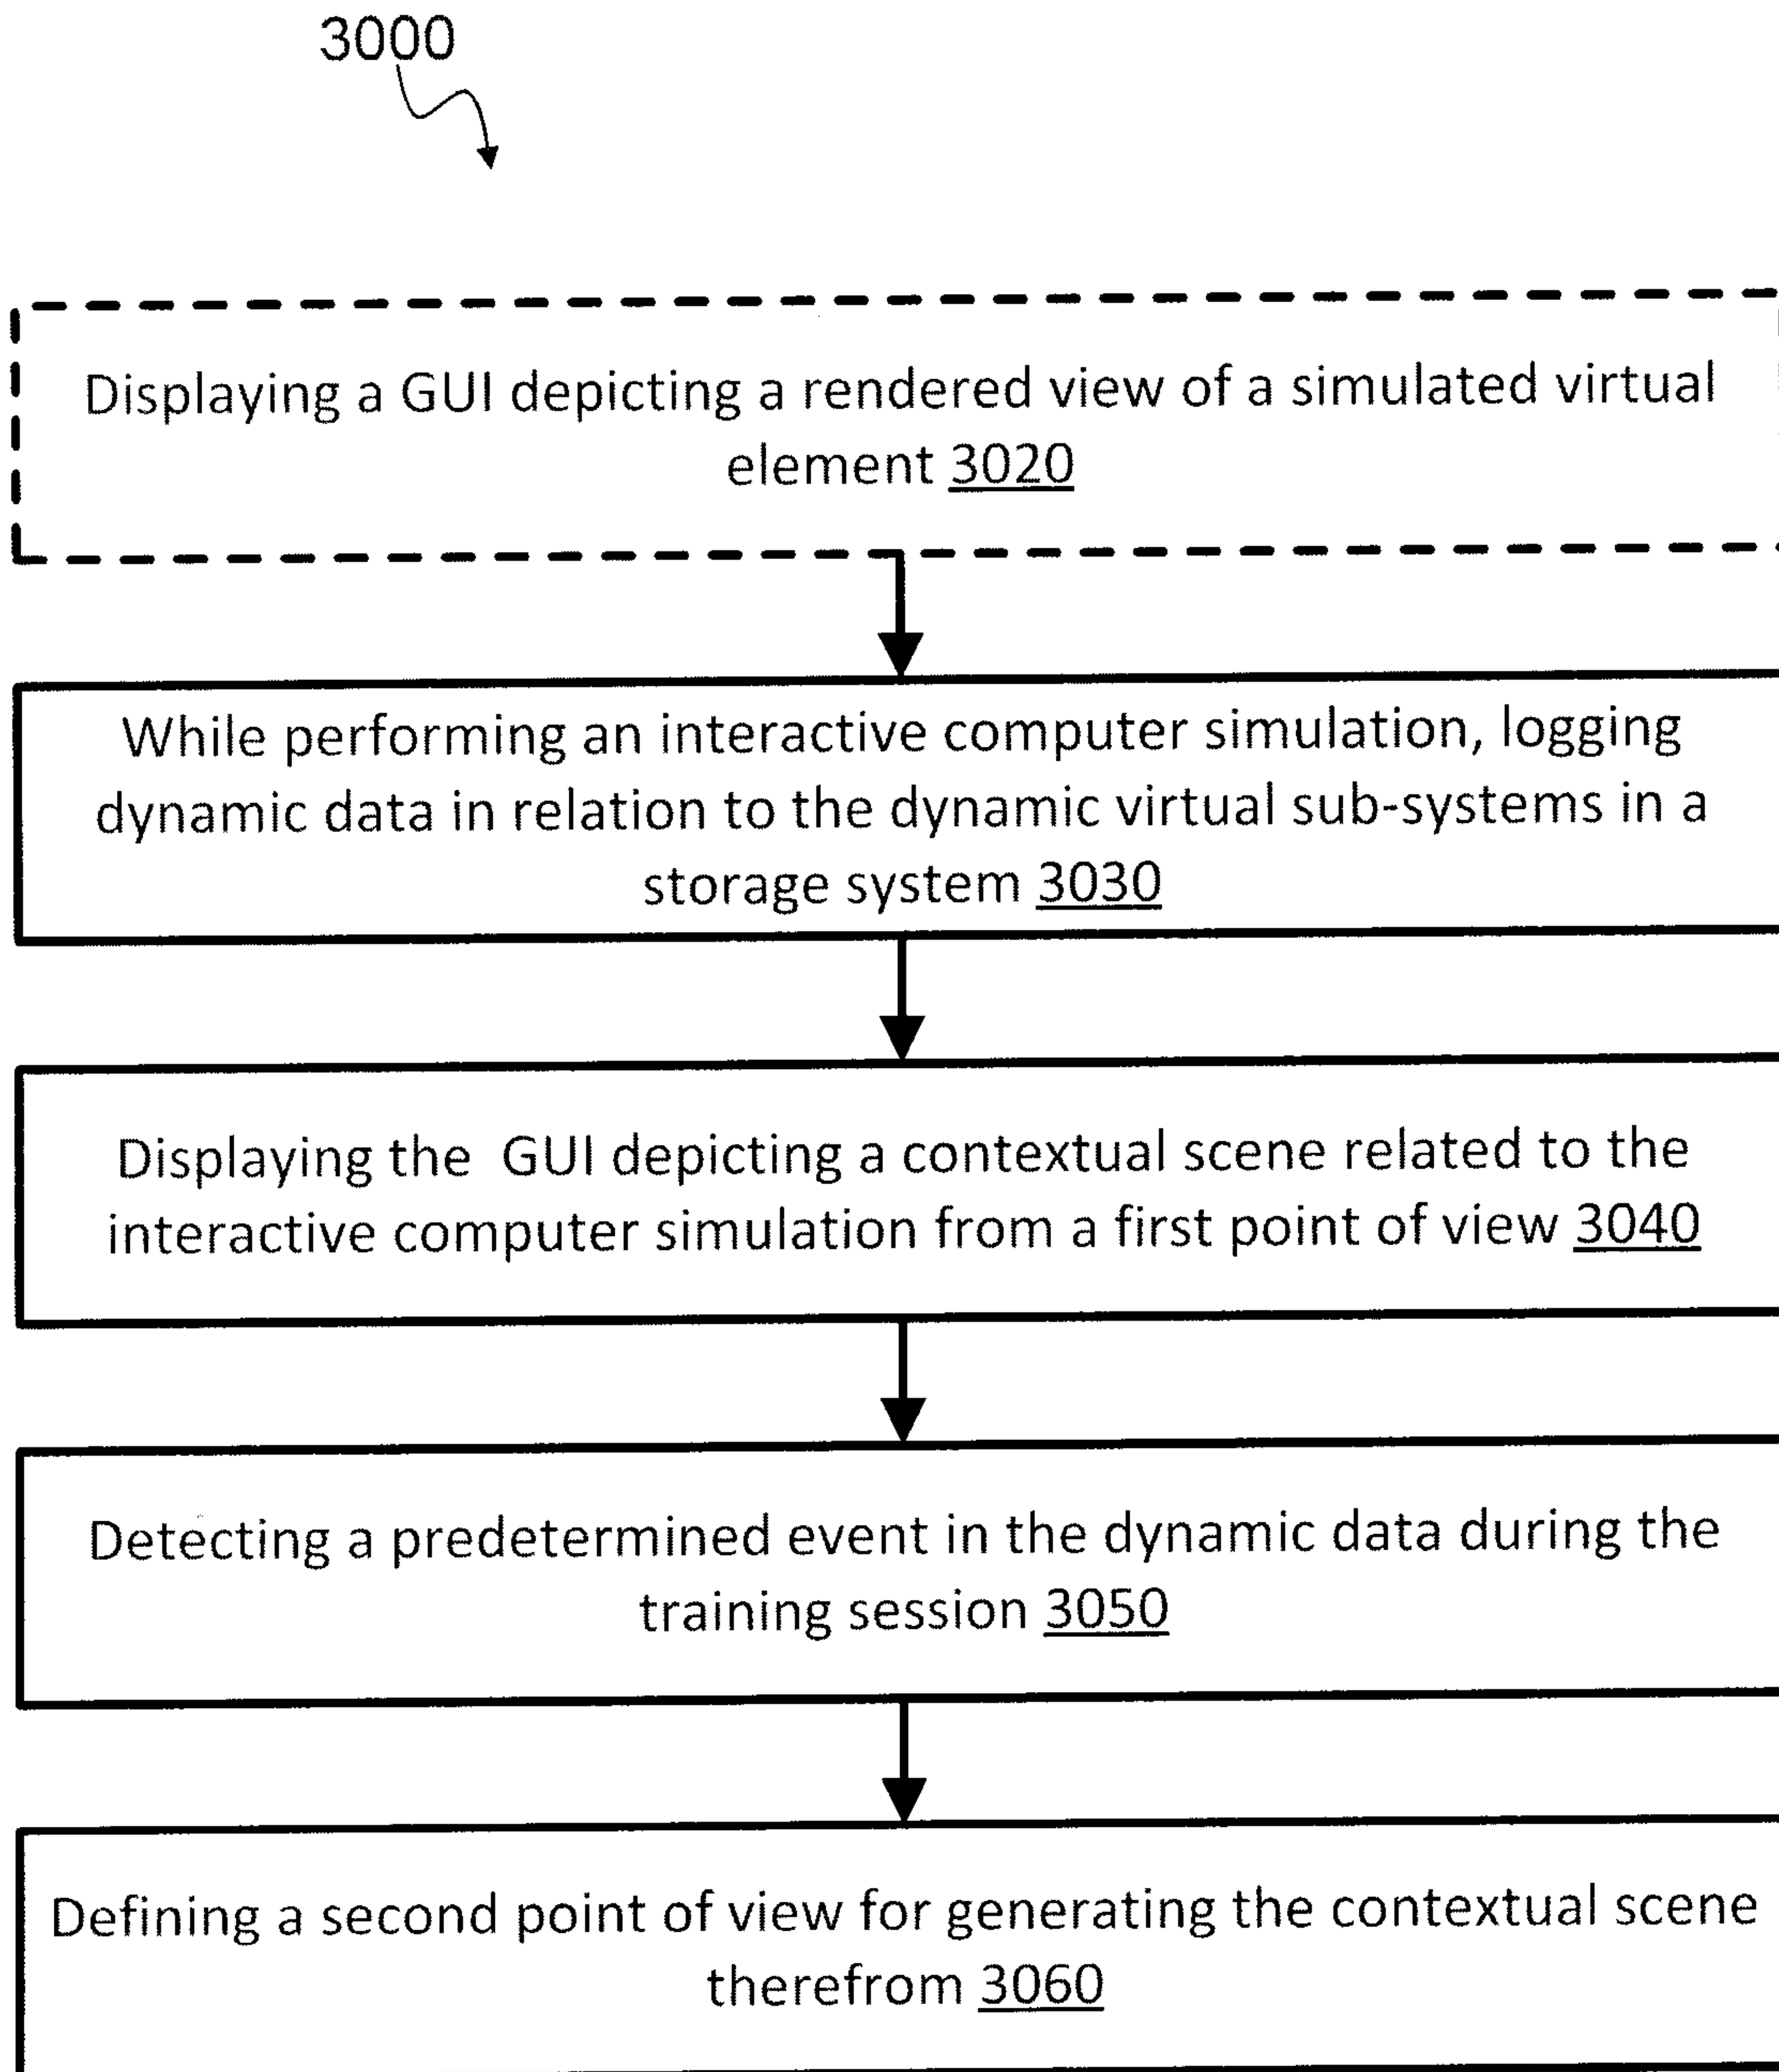 3000
Displaying a GUI depicting a rendered view of a simulated virtual
element 3020
While performing an interactive computer simulation, logging
dynamic data in relation to the dynamic virtual sub-systems in a
storage system 3030
Displaying the GUI depicting a contextual scene related to the
interactive computer simulation from a first point of view 3040
Detecting a predetermined event in the dynamic data during the
training session 3050
Defining a second point of view for generating the contextual scene
therefrom 3060